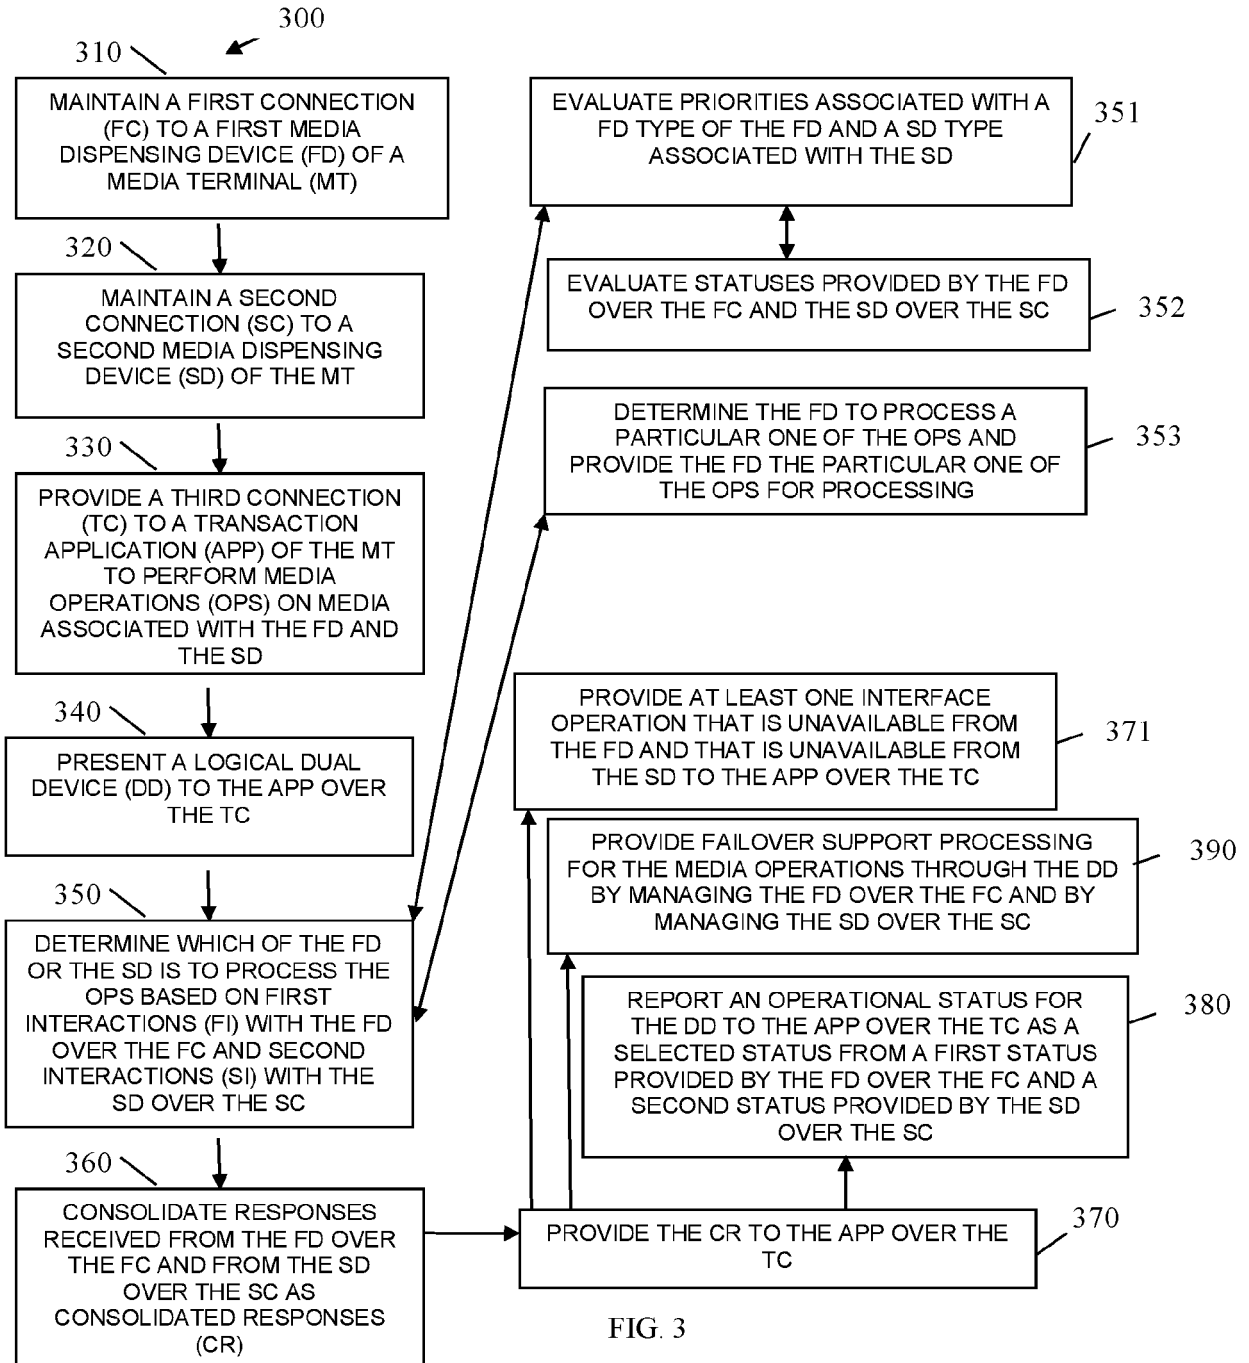 300
310
MAINTAIN A FIRST CONNECTION
(FC) TO A FIRST MEDIA
DISPENSING DEVICE (FD) OF A
MEDIA TERMINAL (MT)
320
MAINTAIN A SECOND
CONNECTION (SC) TO A
SECOND MEDIA DISPENSING
DEVICE (SD) OF THE MT
330
PROVIDE A THIRD CONNECTION
(TC) TO A TRANSACTION
APPLICATION (APP) OF THE MT
TO PERFORM MEDIA
OPERATIONS (OPS) ON MEDIA
ASSOCIATED WITH THE FD AND
THE SD
340
PRESENT A LOGICAL DUAL
DEVICE (DD) TO THE APP OVER
THE TC
350
DETERMINE WHICH OF THE FD
OR THE SD IS TO PROCESS THE
OPS BASED ON FIRST
INTERACTIONS (FI) WITH THE FD
OVER THE FC AND SECOND
INTERACTIONS (SI) WITH THE
SD OVER THE SC
360
CONSOLIDATE RESPONSES
RECEIVED FROM THE FD OVER
THE FC AND FROM THE SD
OVER THE SC AS
CONSOLIDATED RESPONSES
(CR)
EVALUATE PRIORITIES ASSOCIATED WITH A
FD TYPE OF THE FD AND A SD TYPE
ASSOCIATED WITH THE SD
351
EVALUATE STATUSES PROVIDED BY THE FD
OVER THE FC AND THE SD OVER THE SC
352
DETERMINE THE FD TO PROCESS A
PARTICULAR ONE OF THE OPS AND
PROVIDE THE FD THE PARTICULAR ONE OF
THE OPS FOR PROCESSING
353
PROVIDE AT LEAST ONE INTERFACE
OPERATION THAT IS UNAVAILABLE FROM
THE FD AND THAT IS UNAVAILABLE FROM
THE SD TO THE APP OVER THE TC
371
PROVIDE FAILOVER SUPPORT PROCESSING
FOR THE MEDIA OPERATIONS THROUGH THE DD
BY MANAGING THE FD OVER THE FC AND BY
MANAGING THE SD OVER THE SC
390
REPORT AN OPERATIONAL STATUS FOR
THE DD TO THE APP OVER THE TC AS A
SELECTED STATUS FROM A FIRST STATUS
PROVIDED BY THE FD OVER THE FC AND A
SECOND STATUS PROVIDED BY THE SD
OVER THE SC
380
PROVIDE THE CR TO THE APP OVER THE
TC
370
FIG. 3